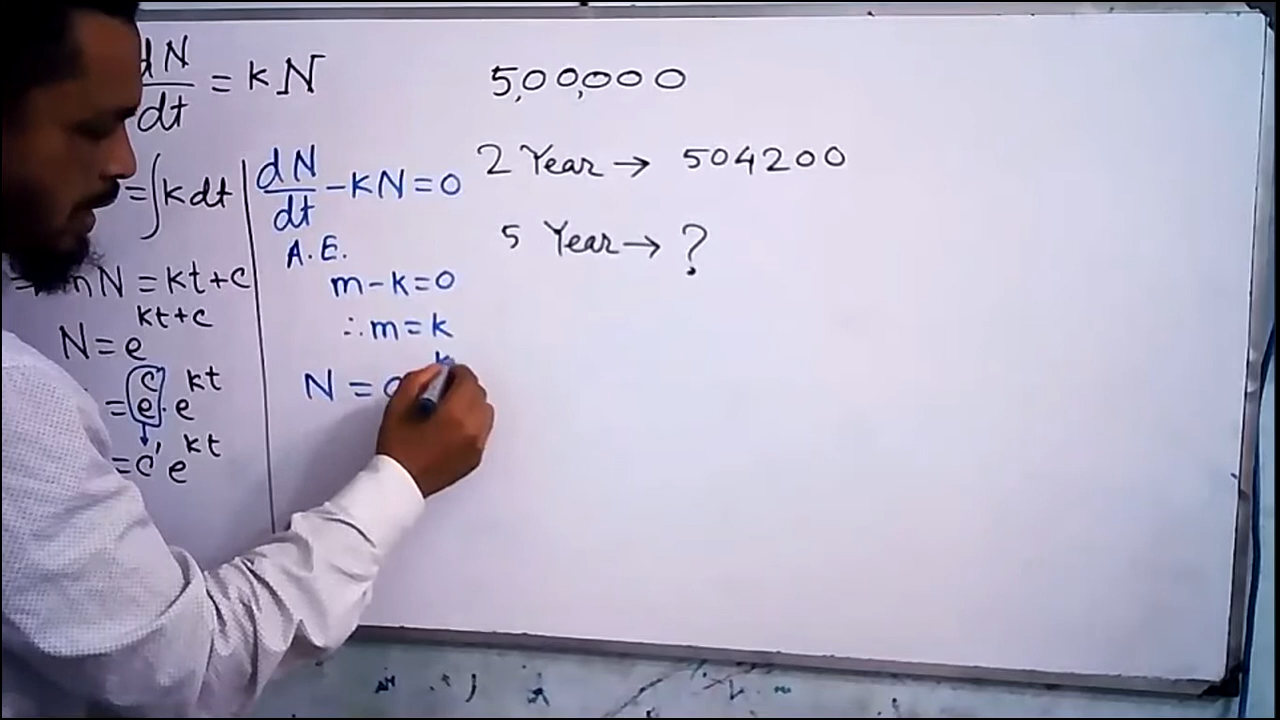 dN/dt = kN
= ∫k dt
nN = kt+c
N = e^(kt+c)
= e^c . e^kt
= c' e^kt
dN/dt - kN = 0
A.E.
m-k=0
∴ m = k
N =
5,00,000
2 Year → 504200
5 Year → ?